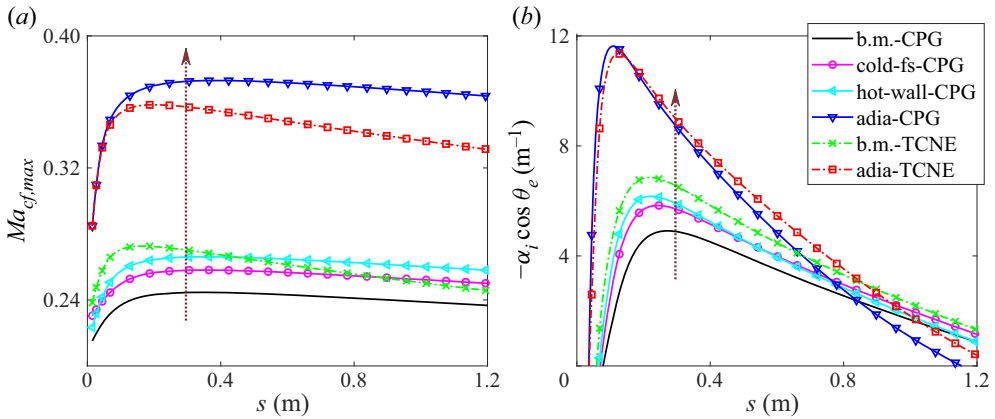 (a)
0.40
0.32
0.24
Ma_{cf,max}
0
0.4
0.8
1.2
s (m)
(b)
12
8
4
0
−α_i cos θ_e (m⁻¹)
0.4
0.8
1.2
s (m)
b.m.-CPG
cold-fs-CPG
hot-wall-CPG
adia-CPG
b.m.-TCNE
adia-TCNE